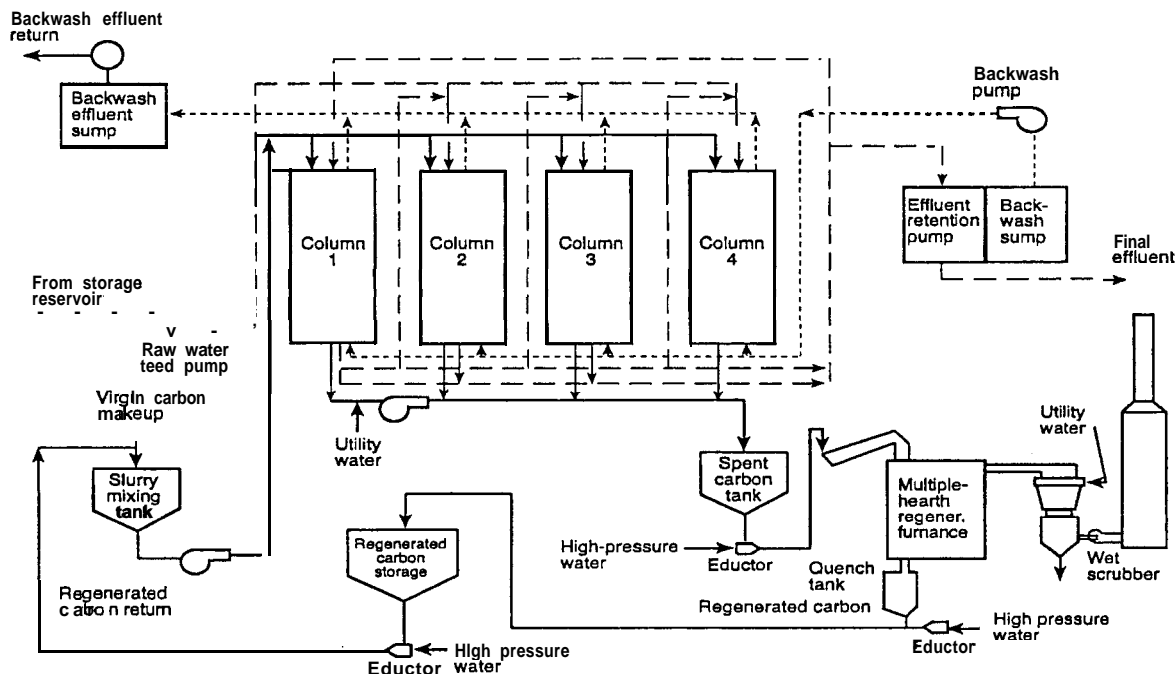 Backwash effluent
return
Backwash
effluent
sump
Backwash
pump
Effluent
retention
pump
Back-
wash
sump
Final
effluent
Column
1
Column
2
Column
3
Column
4
From storage
reservoir
Raw water
teed pump
Virgin carbon
makeup
Slurry
mixing
tank
Utility
water
Spent
carbon
tank
Utility
water
Multiple-
hearth
regener.
furnance
Regenerated
carbon
storage
High-pressure
water
Eductor
Quench
tank
Wet
scrubber
Regenerated
carbon return
Regenerated carbon
High pressure
water
Eductor
High pressure
water
Eductor